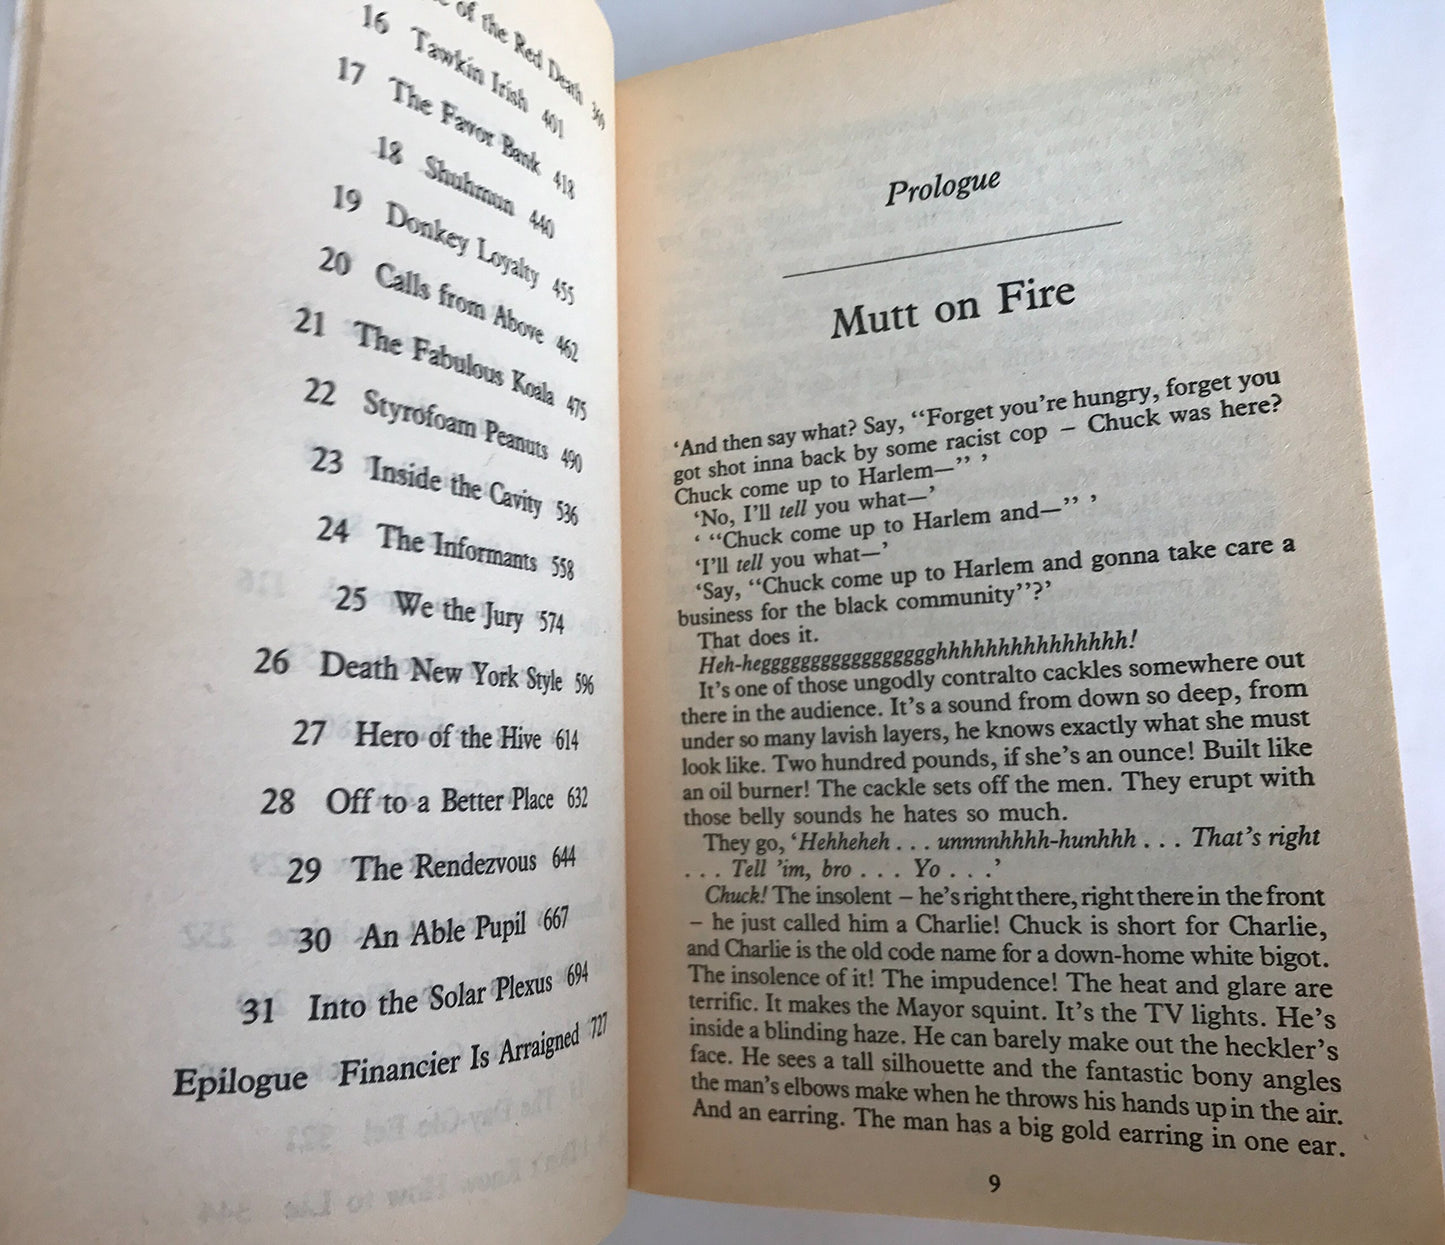 of the Red Death 369
16 Tawkin Irish 401
17 The Favor Bank 418
18 Shuhmun 440
19 Donkey Loyalty 455
20 Calls from Above 462
21 The Fabulous Koala 475
22 Styrofoam Peanuts 490
23 Inside the Cavity 536
24 The Informants 558
25 We the Jury 574
26 Death New York Style 596
27 Hero of the Hive 614
28 Off to a Better Place 632
29 The Rendezvous 644
30 An Able Pupil 667
31 Into the Solar Plexus 694
Epilogue Financier Is Arraigned 727
Prologue
Mutt on Fire
‘And then say what? Say, “Forget you’re hungry, forget you
got shot inna back by some racist cop – Chuck was here?
Chuck come up to Harlem—” ’
‘No, I’ll tell you what—’
‘ “Chuck come up to Harlem and—” ’
‘I’ll tell you what—’
‘Say, “Chuck come up to Harlem and gonna take care a
business for the black community”?’
That does it.
Heh-hegggggggggggggggggghhhhhhhhhhhhhhhh!
It’s one of those ungodly contralto cackles somewhere out
there in the audience. It’s a sound from down so deep, from
under so many lavish layers, he knows exactly what she must
look like. Two hundred pounds, if she’s an ounce! Built like
an oil burner! The cackle sets off the men. They erupt with
those belly sounds he hates so much.
They go, ‘Hehheheh . . . unnnnhhhh-hunhhh . . . That’s right
. . . Tell ’im, bro . . . Yo . . .’
Chuck! The insolent – he’s right there, right there in the front
– he just called him a Charlie! Chuck is short for Charlie,
and Charlie is the old code name for a down-home white bigot.
The insolence of it! The impudence! The heat and glare are
terrific. It makes the Mayor squint. It’s the TV lights. He’s
inside a blinding haze. He can barely make out the heckler’s
face. He sees a tall silhouette and the fantastic bony angles
the man’s elbows make when he throws his hands up in the air.
And an earring. The man has a big gold earring in one ear.
9